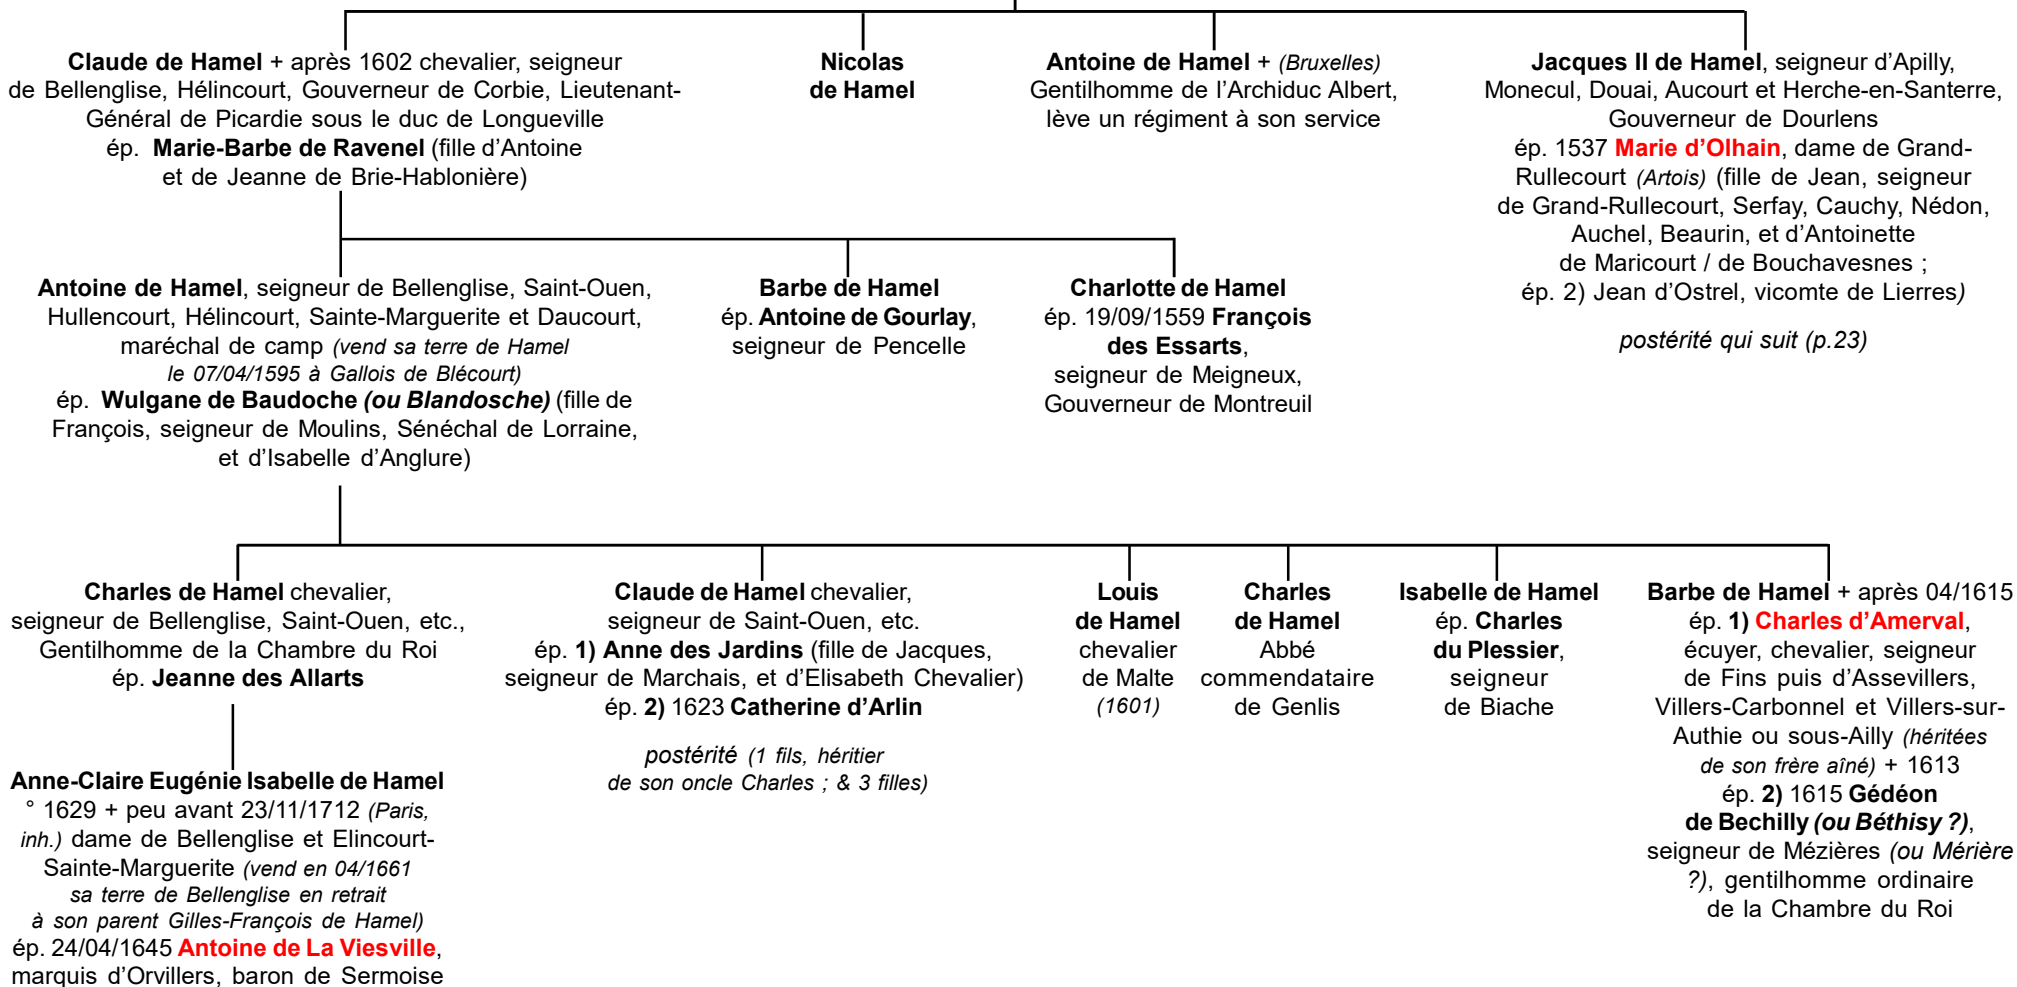 Claude de Hamel + après 1602 chevalier, seigneur
de Bellenglise, Hélincourt, Gouverneur de Corbie, Lieutenant-
Général de Picardie sous le duc de Longueville
ép. Marie-Barbe de Ravenel (fille d'Antoine
et de Jeanne de Brie-Hablonière)
Nicolas
de Hamel
Antoine de Hamel + (Bruxelles)
Gentilhomme de l'Archiduc Albert,
lève un régiment à son service
Jacques II de Hamel, seigneur d'Apilly,
Monecul, Douai, Aucourt et Herche-en-Santerre,
Gouverneur de Dourlens
ép. 1537 Marie d'Olhain, dame de Grand-
Rullecourt (Artois) (fille de Jean, seigneur
de Grand-Rullecourt, Serfay, Cauchy, Nédon,
Auchel, Beaurin, et d'Antoinette
de Maricourt / de Bouchavesnes ;
ép. 2) Jean d'Ostrel, vicomte de Lierres)
postérité qui suit (p.23)
Antoine de Hamel, seigneur de Bellenglise, Saint-Ouen,
Hullencourt, Hélincourt, Sainte-Marguerite et Daucourt,
maréchal de camp (vend sa terre de Hamel
le 07/04/1595 à Gallois de Blécourt)
ép. Wulgane de Baudoche (ou Blandosche) (fille de
François, seigneur de Moulins, Sénéchal de Lorraine,
et d'Isabelle d'Anglure)
Barbe de Hamel
ép. Antoine de Gourlay,
seigneur de Pencelle
Charlotte de Hamel
ép. 19/09/1559 François
des Essarts,
seigneur de Meigneux,
Gouverneur de Montreuil
Charles de Hamel chevalier,
seigneur de Bellenglise, Saint-Ouen, etc.,
Gentilhomme de la Chambre du Roi
ép. Jeanne des Allarts
Claude de Hamel chevalier,
seigneur de Saint-Ouen, etc.
ép. 1) Anne des Jardins (fille de Jacques,
seigneur de Marchais, et d'Elisabeth Chevalier)
ép. 2) 1623 Catherine d'Arlin
postérité (1 fils, héritier
de son oncle Charles ; & 3 filles)
Louis
de Hamel
chevalier
de Malte
(1601)
Charles
de Hamel
Abbé
commendataire
de Genlis
Isabelle de Hamel
ép. Charles
du Plessier,
seigneur
de Biache
Barbe de Hamel + après 04/1615
ép. 1) Charles d'Amerval,
écuyer, chevalier, seigneur
de Fins puis d'Assevillers,
Villers-Carbonnel et Villers-sur-
Authie ou sous-Ailly (héritées
de son frère aîné) + 1613
ép. 2) 1615 Gédéon
de Bechilly (ou Béthisy ?),
seigneur de Mézières (ou Mérière
?), gentilhomme ordinaire
de la Chambre du Roi
Anne-Claire Eugénie Isabelle de Hamel
° 1629 + peu avant 23/11/1712 (Paris,
inh.) dame de Bellenglise et Elincourt-
Sainte-Marguerite (vend en 04/1661
sa terre de Bellenglise en retrait
à son parent Gilles-François de Hamel)
ép. 24/04/1645 Antoine de La Viesville,
marquis d'Orvillers, baron de Sermoise